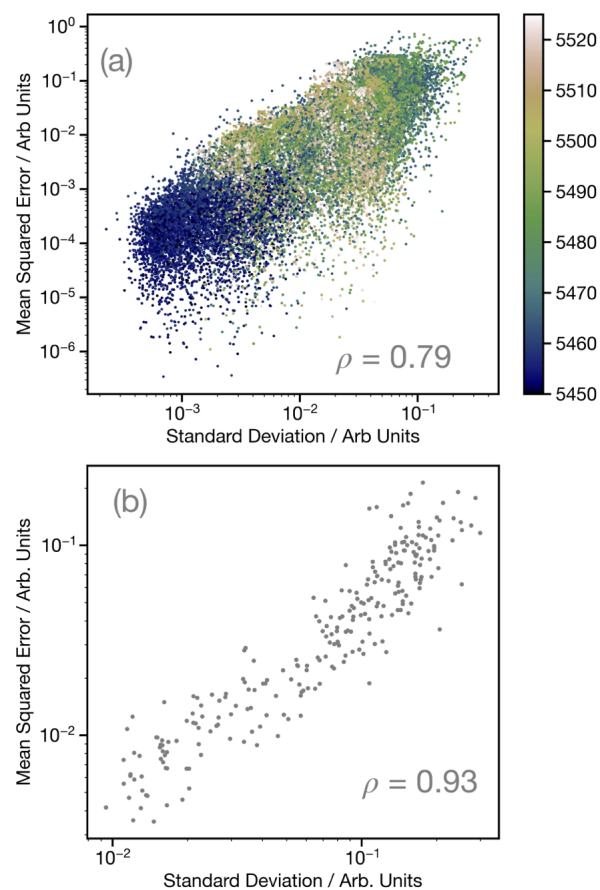 (a)
Mean Squared Error / Arb Units
10⁰
10⁻¹
10⁻²
10⁻³
10⁻⁴
10⁻⁵
10⁻⁶
ρ = 0.79
10⁻³
10⁻²
10⁻¹
Standard Deviation / Arb Units
5520
5510
5500
5490
5480
5470
5460
5450
(b)
Mean Squared Error / Arb. Units
10⁻¹
10⁻²
ρ = 0.93
10⁻²
10⁻¹
Standard Deviation / Arb. Units